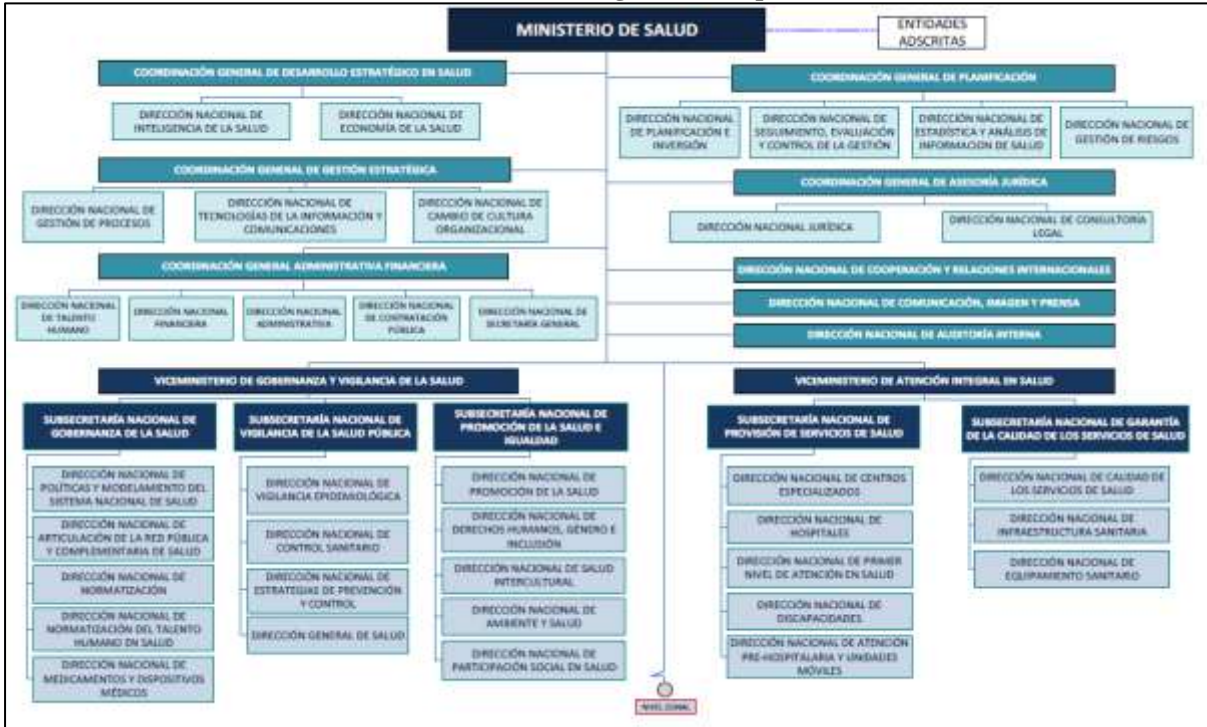 MINISTERIO DE SALUD
ENTIDADES
ADSCRITAS
COORDINACIÓN GENERAL DE DESARROLLO ESTRATÉGICO EN SALUD
DIRECCIÓN NACIONAL DE
INTELIGENCIA DE LA SALUD
DIRECCIÓN NACIONAL DE
ECONOMÍA DE LA SALUD
COORDINACIÓN GENERAL DE PLANIFICACIÓN
DIRECCIÓN NACIONAL
DE PLANIFICACIÓN E
INVERSIÓN
DIRECCIÓN NACIONAL DE
SEGUIMIENTO, EVALUACIÓN
Y CONTROL DE LA GESTIÓN
DIRECCIÓN NACIONAL DE
ESTADÍSTICA Y ANÁLISIS DE
INFORMACION DE SALUD
DIRECCIÓN NACIONAL DE
GESTIÓN DE RIESGOS
COORDINACIÓN GENERAL DE GESTIÓN ESTRATÉGICA
DIRECCIÓN NACIONAL DE
GESTIÓN DE PROCESOS
DIRECCIÓN NACIONAL DE
TECNOLOGÍAS DE LA INFORMACIÓN Y
COMUNICACIONES
DIRECCIÓN NACIONAL DE
CAMBIO DE CULTURA
ORGANIZACIONAL
COORDINACIÓN GENERAL DE ASESORÍA JURÍDICA
DIRECCIÓN NACIONAL JURÍDICA
DIRECCIÓN NACIONAL DE CONSULTORIA
LEGAL
COORDINACIÓN GENERAL ADMINISTRATIVA FINANCIERA
DIRECCIÓN NACIONAL
DE TALENTO
HUMANO
DIRECCIÓN NACIONAL
FINANCIERA
DIRECCIÓN NACIONAL
ADMINISTRATIVA
DIRECCIÓN NACIONAL
DE CONTRATACIÓN
PÚBLICA
DIRECCIÓN NACIONAL DE
SECRETARÍA GENERAL
DIRECCIÓN NACIONAL DE COOPERACIÓN Y RELACIONES INTERNACIONALES
DIRECCIÓN NACIONAL DE COMUNICACIÓN, IMAGEN Y PRENSA
DIRECCIÓN NACIONAL DE AUDITORÍA INTERNA
VICEMINISTERIO DE GOBERNANZA Y VIGILANCIA DE LA SALUD
SUBSECRETARÍA NACIONAL DE
GOBERNANZA DE LA SALUD
DIRECCIÓN NACIONAL DE
POLÍTICAS Y MODELAMIENTO DEL
SISTEMA NACIONAL DE SALUD
DIRECCIÓN NACIONAL DE
ARTICULACIÓN DE LA RED PÚBLICA
Y COMPLEMENTARIA DE SALUD
DIRECCIÓN NACIONAL DE
NORMATIZACIÓN
DIRECCIÓN NACIONAL DE
NORMATIZACIÓN DEL TALENTO
HUMANO EN SALUD
DIRECCIÓN NACIONAL DE
MEDICAMENTOS Y DISPOSITIVOS
MÉDICOS
SUBSECRETARÍA NACIONAL DE
VIGILANCIA DE LA SALUD PÚBLICA
DIRECCIÓN NACIONAL DE
VIGILANCIA EPIDEMIOLÓGICA
DIRECCIÓN NACIONAL DE
CONTROL SANITARIO
DIRECCIÓN NACIONAL DE
ESTRATEGIAS DE PREVENCIÓN
Y CONTROL
DIRECCIÓN GENERAL DE SALUD
SUBSECRETARÍA NACIONAL DE
PROMOCIÓN DE LA SALUD E
IGUALDAD
DIRECCIÓN NACIONAL DE
PROMOCIÓN DE LA SALUD
DIRECCIÓN NACIONAL DE
DERECHOS HUMANOS, GÉNERO E
INCLUSIÓN
DIRECCIÓN NACIONAL DE SALUD
INTERCULTURAL
DIRECCIÓN NACIONAL DE
AMBIENTE Y SALUD
DIRECCIÓN NACIONAL DE
PARTICIPACIÓN SOCIAL EN SALUD
VICEMINISTERIO DE ATENCIÓN INTEGRAL EN SALUD
SUBSECRETARÍA NACIONAL DE
PROVISIÓN DE SERVICIOS DE SALUD
DIRECCIÓN NACIONAL DE CENTROS
ESPECIALIZADOS
DIRECCIÓN NACIONAL DE
HOSPITALES
DIRECCIÓN NACIONAL DE PRIMER
NIVEL DE ATENCIÓN EN SALUD
DIRECCIÓN NACIONAL DE
DISCAPACIDADES
DIRECCIÓN NACIONAL DE ATENCIÓN
PRE-HOSPITALARIA Y UNIDADES
MÓVILES
SUBSECRETARÍA NACIONAL DE GARANTÍA
DE LA CALIDAD DE LOS SERVICIOS DE SALUD
DIRECCIÓN NACIONAL DE CALIDAD DE
LOS SERVICIOS DE SALUD
DIRECCIÓN NACIONAL DE
INFRAESTRUCTURA SANITARIA
DIRECCIÓN NACIONAL DE
EQUIPAMIENTO SANITARIO
NIVEL ZONAL